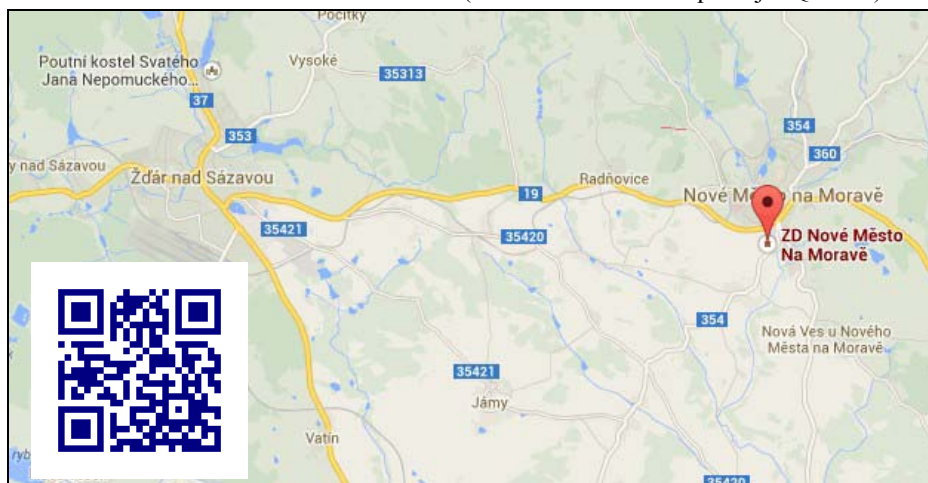 Počítky
Poutní kostel Svatého
Jana Nepomuckého...
Vysoké
35313
37
353
354
360
y nad Sázavou
Žďár nad Sázavou
Radňovice
19
Nové Město na Moravě
35421
35420
ZD Nové Město
Na Moravě
354
Nová Ves u Nového
Města na Moravě
35421
Jámy
Vatín
ryb
35420